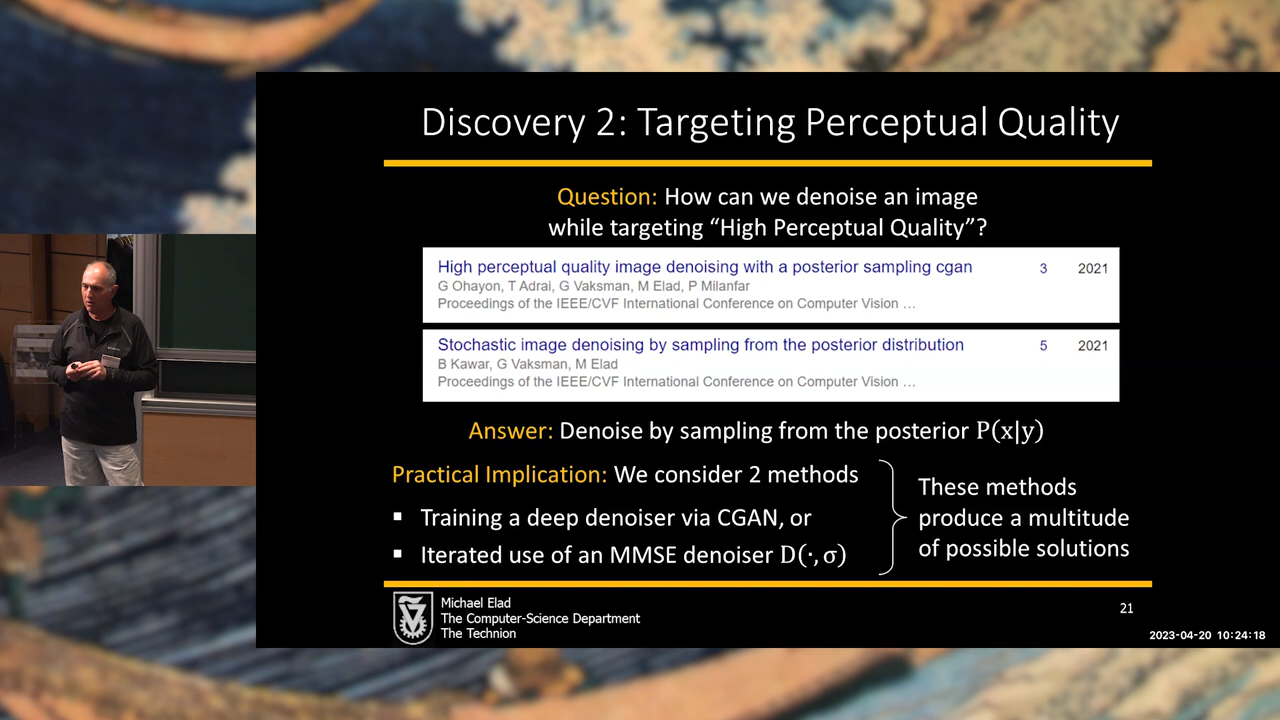 Discovery 2: Targeting Perceptual Quality
Question: How can we denoise an image
while targeting “High Perceptual Quality”?
High perceptual quality image denoising with a posterior sampling cgan 3 2021
G Ohayon, T Adrai, G Vaksman, M Elad, P Milanfar
Proceedings of the IEEE/CVF International Conference on Computer Vision …
Stochastic image denoising by sampling from the posterior distribution 5 2021
B Kawar, G Vaksman, M Elad
Proceedings of the IEEE/CVF International Conference on Computer Vision …
Answer: Denoise by sampling from the posterior P(x|y)
Practical Implication: We consider 2 methods
▪ Training a deep denoiser via CGAN, or
▪ Iterated use of an MMSE denoiser D(·,σ)
These methods
produce a multitude
of possible solutions
Michael Elad
The Computer-Science Department
The Technion
21
2023-04-20 10:24:18